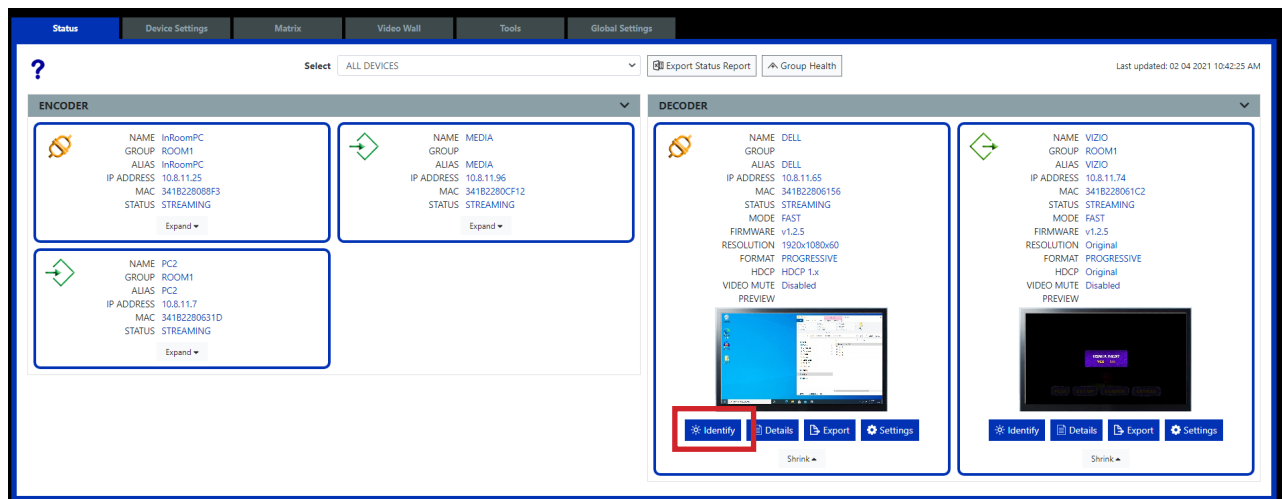 Status Device Settings Matrix Video Wall Tools Global Settings
? Select ALL DEVICES Export Status Report Group Health Last updated: 02 04 2021 10:42:25 AM
ENCODER
NAME InRoomPC
GROUP ROOM1
ALIAS InRoomPC
IP ADDRESS 10.8.11.25
MAC 341B228088F3
STATUS STREAMING
Expand
NAME MEDIA
GROUP
ALIAS MEDIA
IP ADDRESS 10.8.11.96
MAC 341B2280CF12
STATUS STREAMING
Expand
NAME PC2
GROUP ROOM1
ALIAS PC2
IP ADDRESS 10.8.11.7
MAC 341B2280631D
STATUS STREAMING
Expand
DECODER
NAME DELL
GROUP
ALIAS DELL
IP ADDRESS 10.8.11.65
MAC 341B22806156
STATUS STREAMING
MODE FAST
FIRMWARE v1.2.5
RESOLUTION 1920x1080x60
FORMAT PROGRESSIVE
HDCP HDCP 1.x
VIDEO MUTE Disabled
PREVIEW
Identify Details Export Settings
Shrink
NAME VIZIO
GROUP ROOM1
ALIAS VIZIO
IP ADDRESS 10.8.11.74
MAC 341B228061C2
STATUS STREAMING
MODE FAST
FIRMWARE v1.2.5
RESOLUTION Original
FORMAT PROGRESSIVE
HDCP Original
VIDEO MUTE Disabled
PREVIEW
Identify Details Export Settings
Shrink